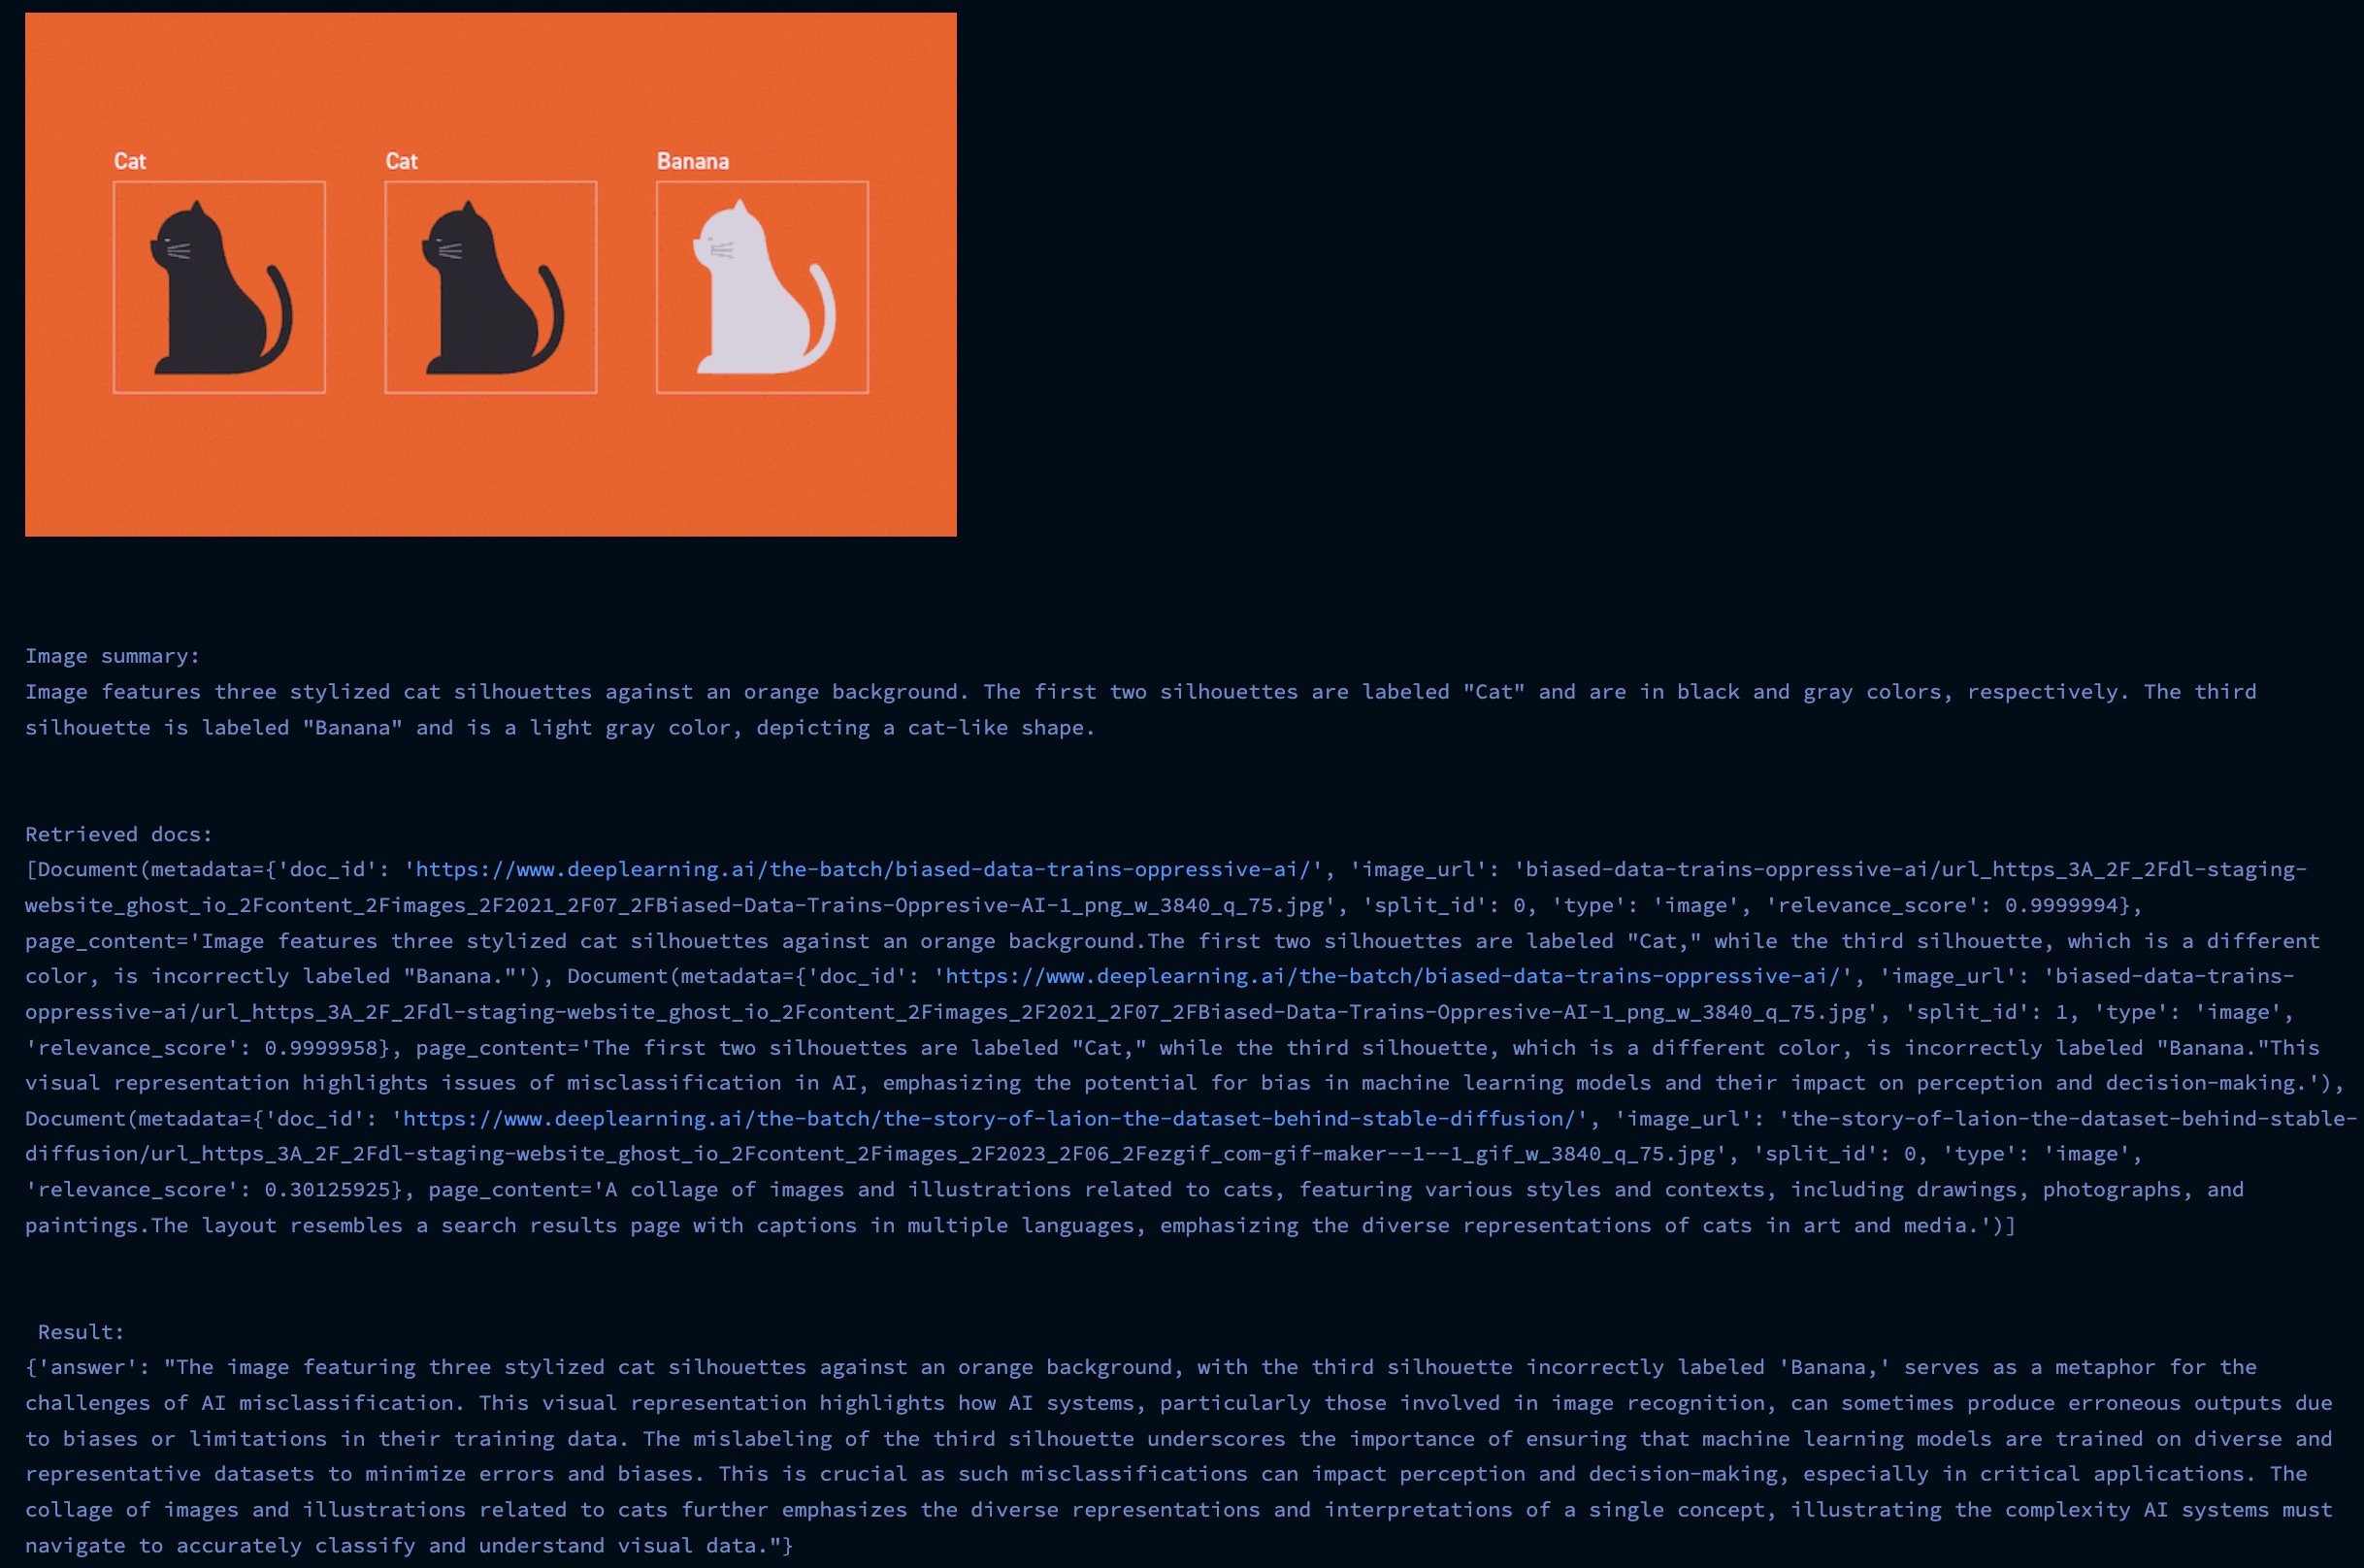 Cat Cat Banana
Image summary:
Image features three stylized cat silhouettes against an orange background. The first two silhouettes are labeled "Cat" and are in black and gray colors, respectively. The third
silhouette is labeled "Banana" and is a light gray color, depicting a cat-like shape.
Retrieved docs:
[Document(metadata={'doc_id': 'https://www.deeplearning.ai/the-batch/biased-data-trains-oppressive-ai/', 'image_url': 'biased-data-trains-oppressive-ai/url_https_3A_2F_2Fdl-staging-
website_ghost_io_2Fcontent_2Fimages_2F2021_2F07_2FBiased-Data-Trains-Oppresive-AI-1_png_w_3840_q_75.jpg', 'split_id': 0, 'type': 'image', 'relevance_score': 0.9999994},
page_content='Image features three stylized cat silhouettes against an orange background.The first two silhouettes are labeled "Cat," while the third silhouette, which is a different
color, is incorrectly labeled "Banana."'), Document(metadata={'doc_id': 'https://www.deeplearning.ai/the-batch/biased-data-trains-oppressive-ai/', 'image_url': 'biased-data-trains-
oppressive-ai/url_https_3A_2F_2Fdl-staging-website_ghost_io_2Fcontent_2Fimages_2F2021_2F07_2FBiased-Data-Trains-Oppresive-AI-1_png_w_3840_q_75.jpg', 'split_id': 1, 'type': 'image',
'relevance_score': 0.9999958}, page_content='The first two silhouettes are labeled "Cat," while the third silhouette, which is a different color, is incorrectly labeled "Banana."This
visual representation highlights issues of misclassification in AI, emphasizing the potential for bias in machine learning models and their impact on perception and decision-making.'),
Document(metadata={'doc_id': 'https://www.deeplearning.ai/the-batch/the-story-of-laion-the-dataset-behind-stable-diffusion/', 'image_url': 'the-story-of-laion-the-dataset-behind-stable-
diffusion/url_https_3A_2F_2Fdl-staging-website_ghost_io_2Fcontent_2Fimages_2F2023_2F06_2Fezgif_com-gif-maker--1--1_gif_w_3840_q_75.jpg', 'split_id': 0, 'type': 'image',
'relevance_score': 0.30125925}, page_content='A collage of images and illustrations related to cats, featuring various styles and contexts, including drawings, photographs, and
paintings.The layout resembles a search results page with captions in multiple languages, emphasizing the diverse representations of cats in art and media.')]
Result:
{'answer': "The image featuring three stylized cat silhouettes against an orange background, with the third silhouette incorrectly labeled 'Banana,' serves as a metaphor for the
challenges of AI misclassification. This visual representation highlights how AI systems, particularly those involved in image recognition, can sometimes produce erroneous outputs due
to biases or limitations in their training data. The mislabeling of the third silhouette underscores the importance of ensuring that machine learning models are trained on diverse and
representative datasets to minimize errors and biases. This is crucial as such misclassifications can impact perception and decision-making, especially in critical applications. The
collage of images and illustrations related to cats further emphasizes the diverse representations and interpretations of a single concept, illustrating the complexity AI systems must
navigate to accurately classify and understand visual data."}